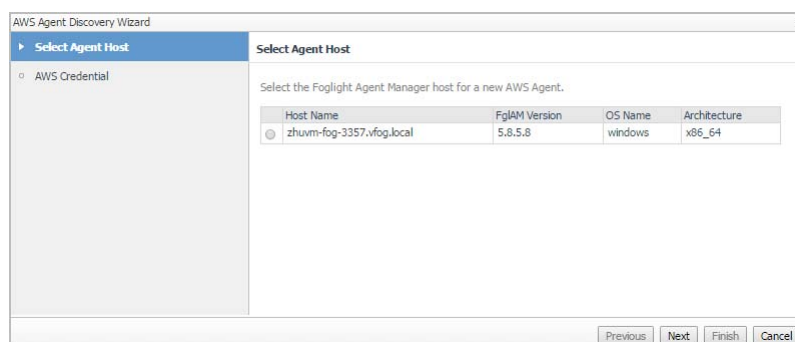 AWS Agent Discovery Wizard
Select Agent Host
AWS Credential
Select Agent Host
Select the Foglight Agent Manager host for a new AWS Agent.
Host Name FglAM Version OS Name Architecture
zhuvm-fog-3357.vfog.local 5.8.5.8 windows x86_64
Previous Next Finish Cancel